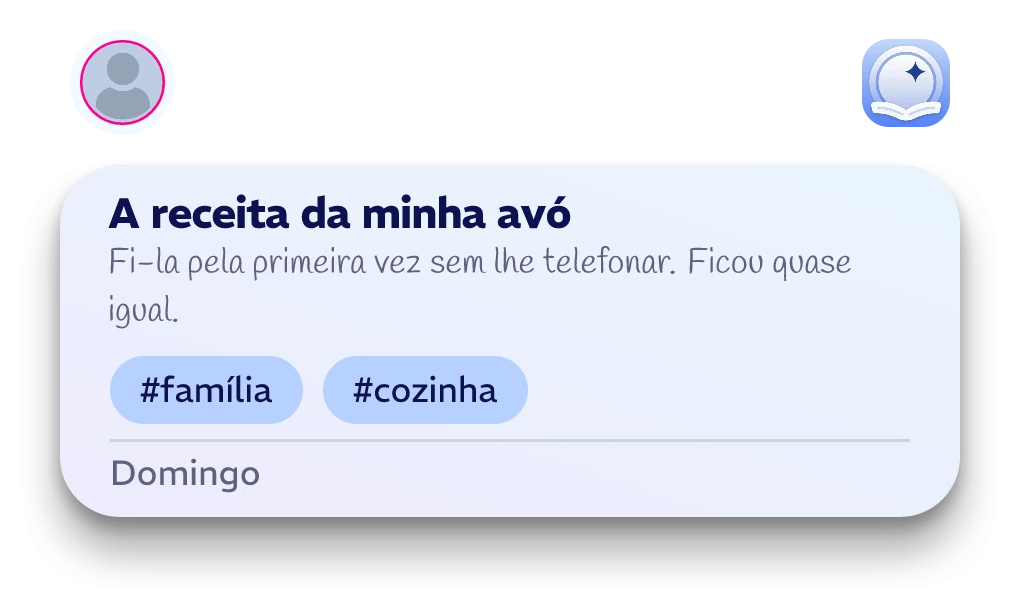 A receita da minha avó
Fi-la pela primeira vez sem lhe telefonar. Ficou quase
igual.
#família #cozinha
Domingo